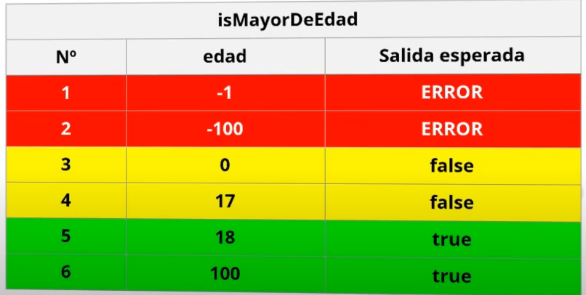 isMayorDeEdad
Nº edad Salida esperada
1 -1 ERROR
2 -100 ERROR
3 0 false
4 17 false
5 18 true
6 100 true